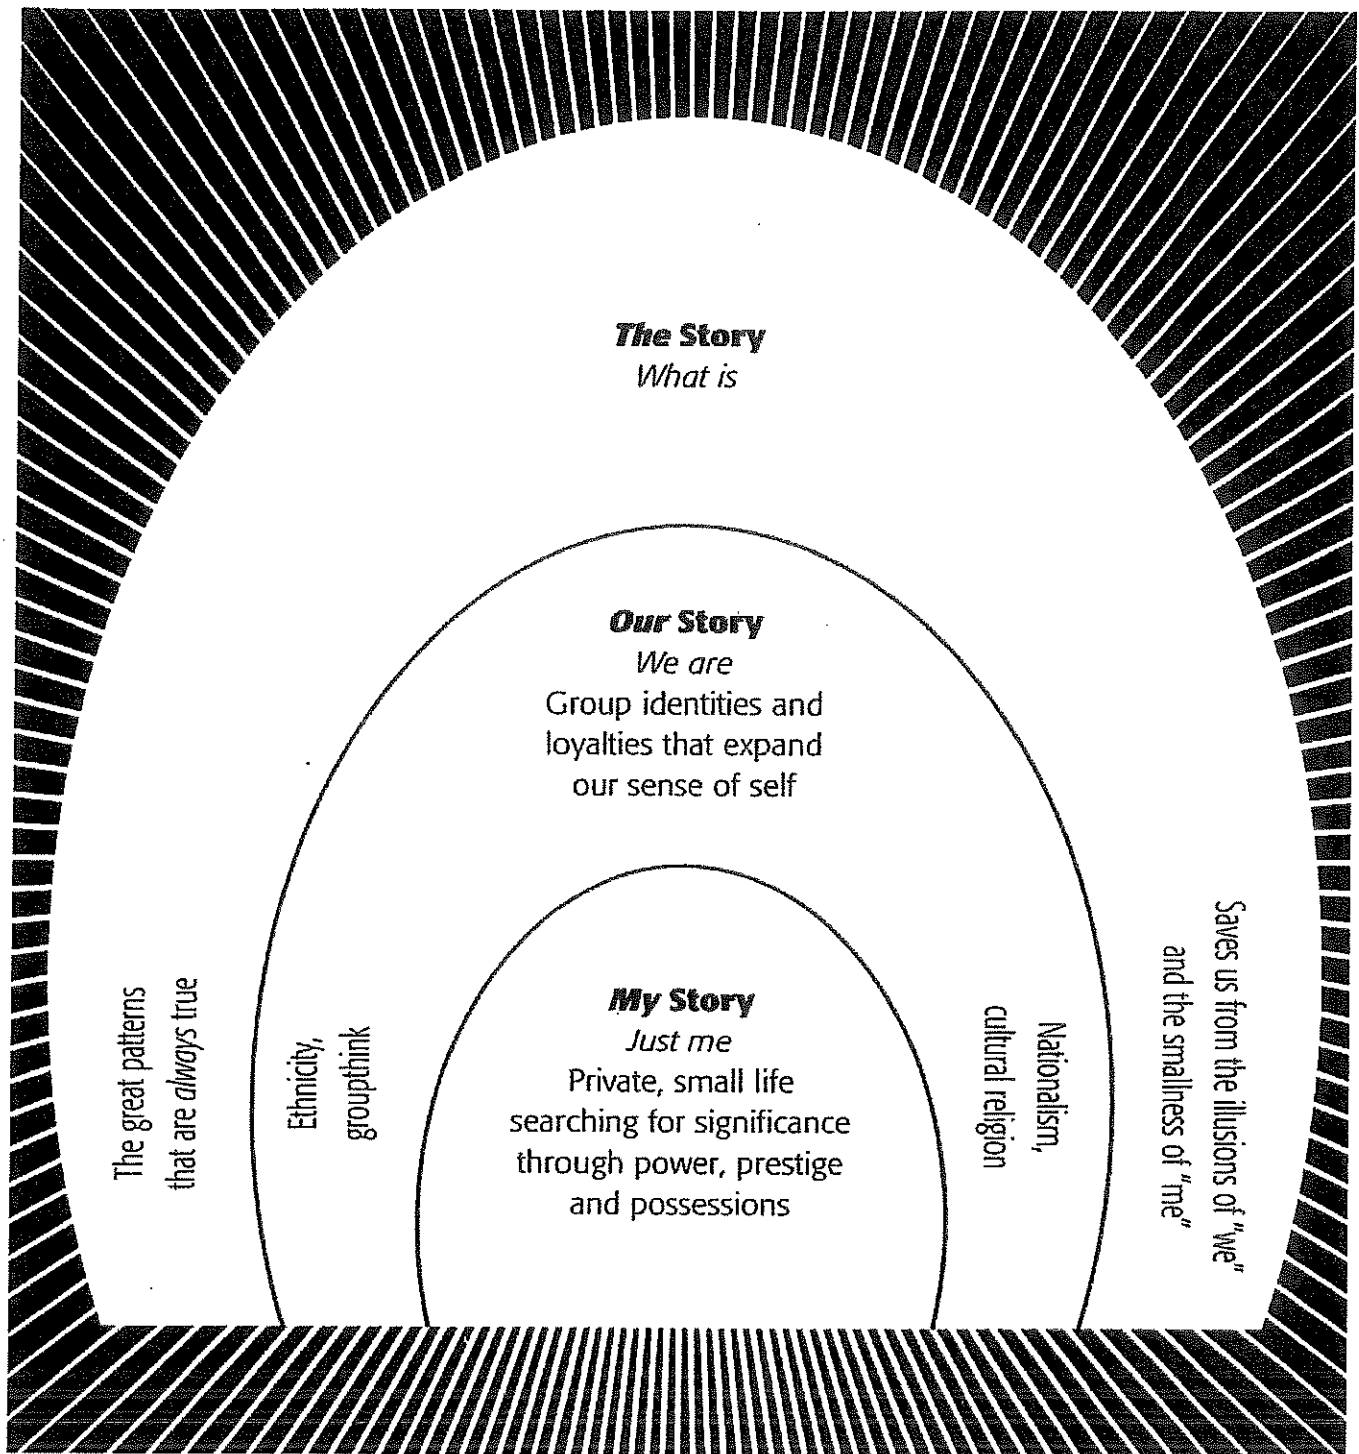 The Story
What is
Our Story
We are
Group identities and
loyalties that expand
our sense of self
My Story
Just me
Private, small life
searching for significance
through power, prestige
and possessions
The great patterns
that are always true
Ethnicity,
groupthink
Nationalism,
cultural religion
Saves us from the illusions of "we"
and the smallness of "me"